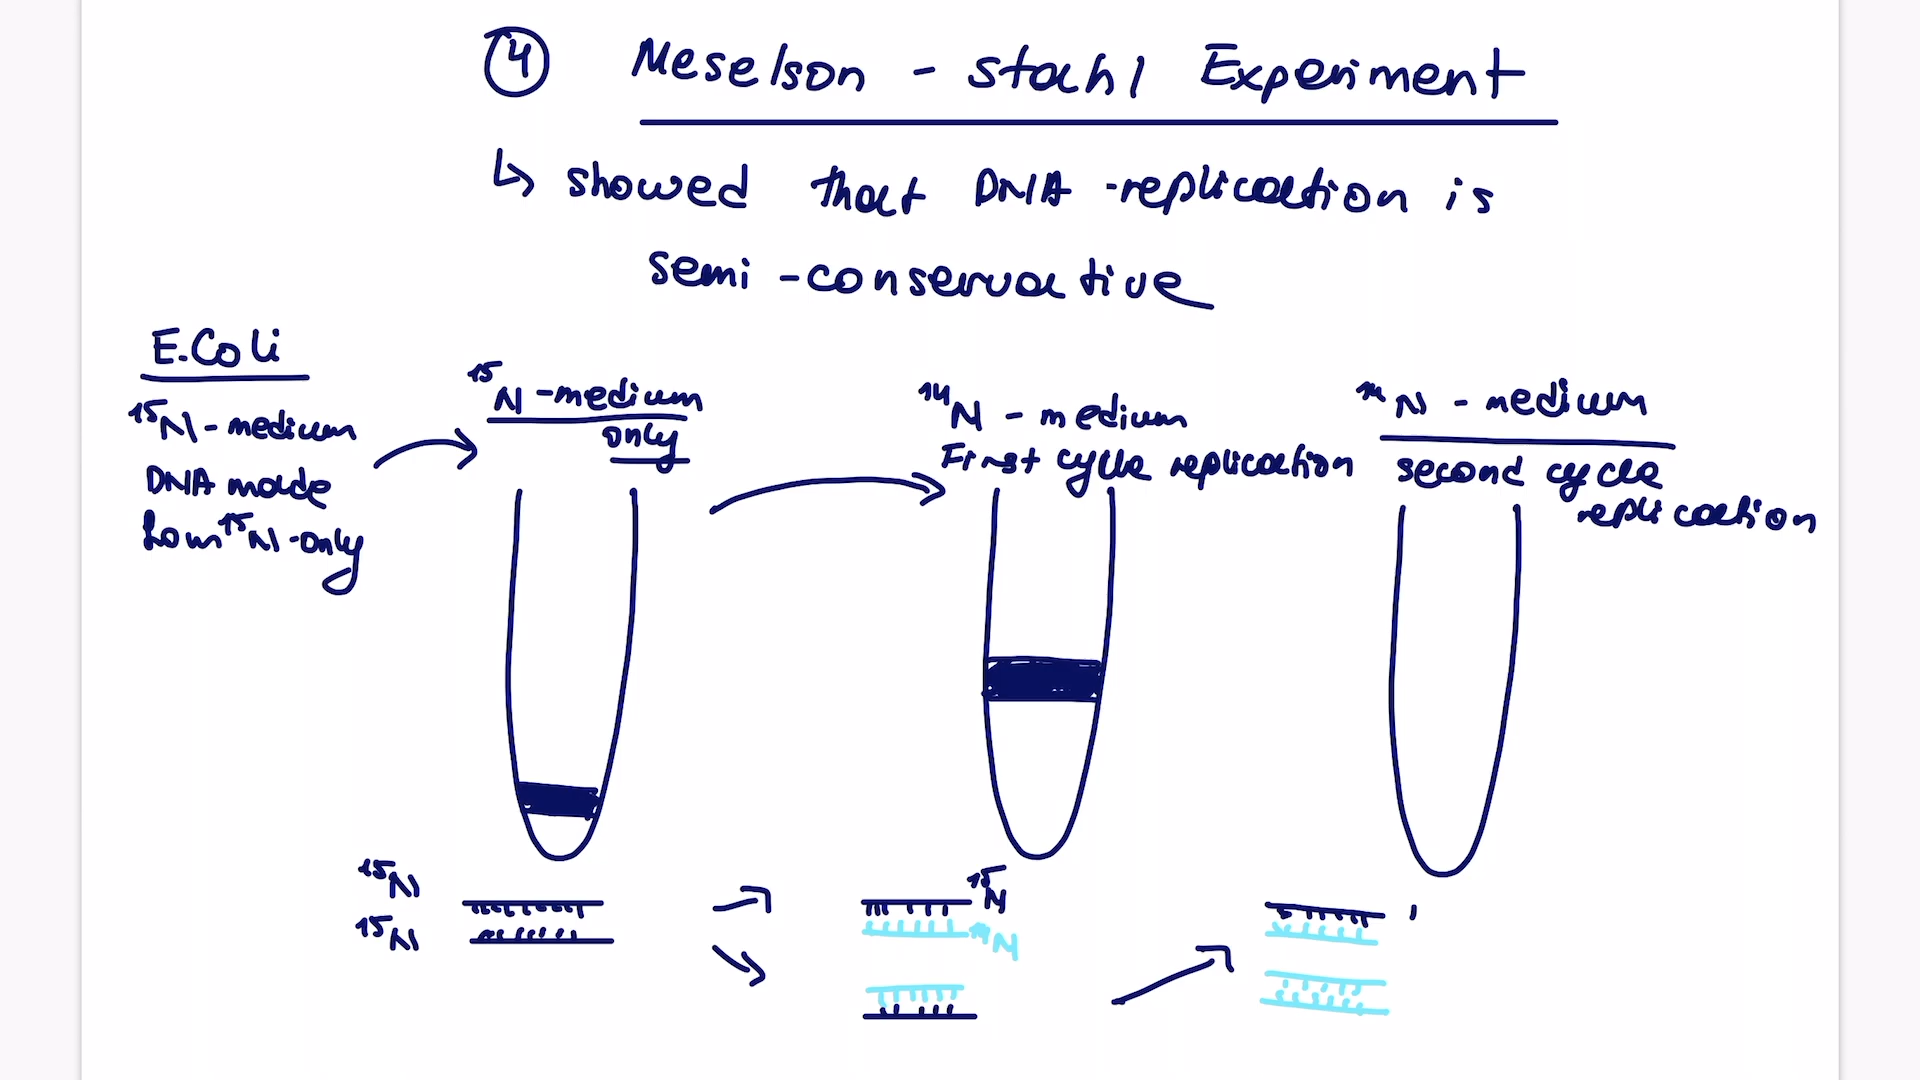 ④ Meselson - stahl Experiment
↳ showed that DNA-replication is
semi-conservative
E.Coli
¹⁵N-medium
DNA made
from ¹⁵N-only
¹⁵N-medium
only
¹⁴N-medium
First cycle replication
¹⁴N-medium
second cycle
replication
¹⁵N
¹⁵N
¹⁵N
¹⁴N